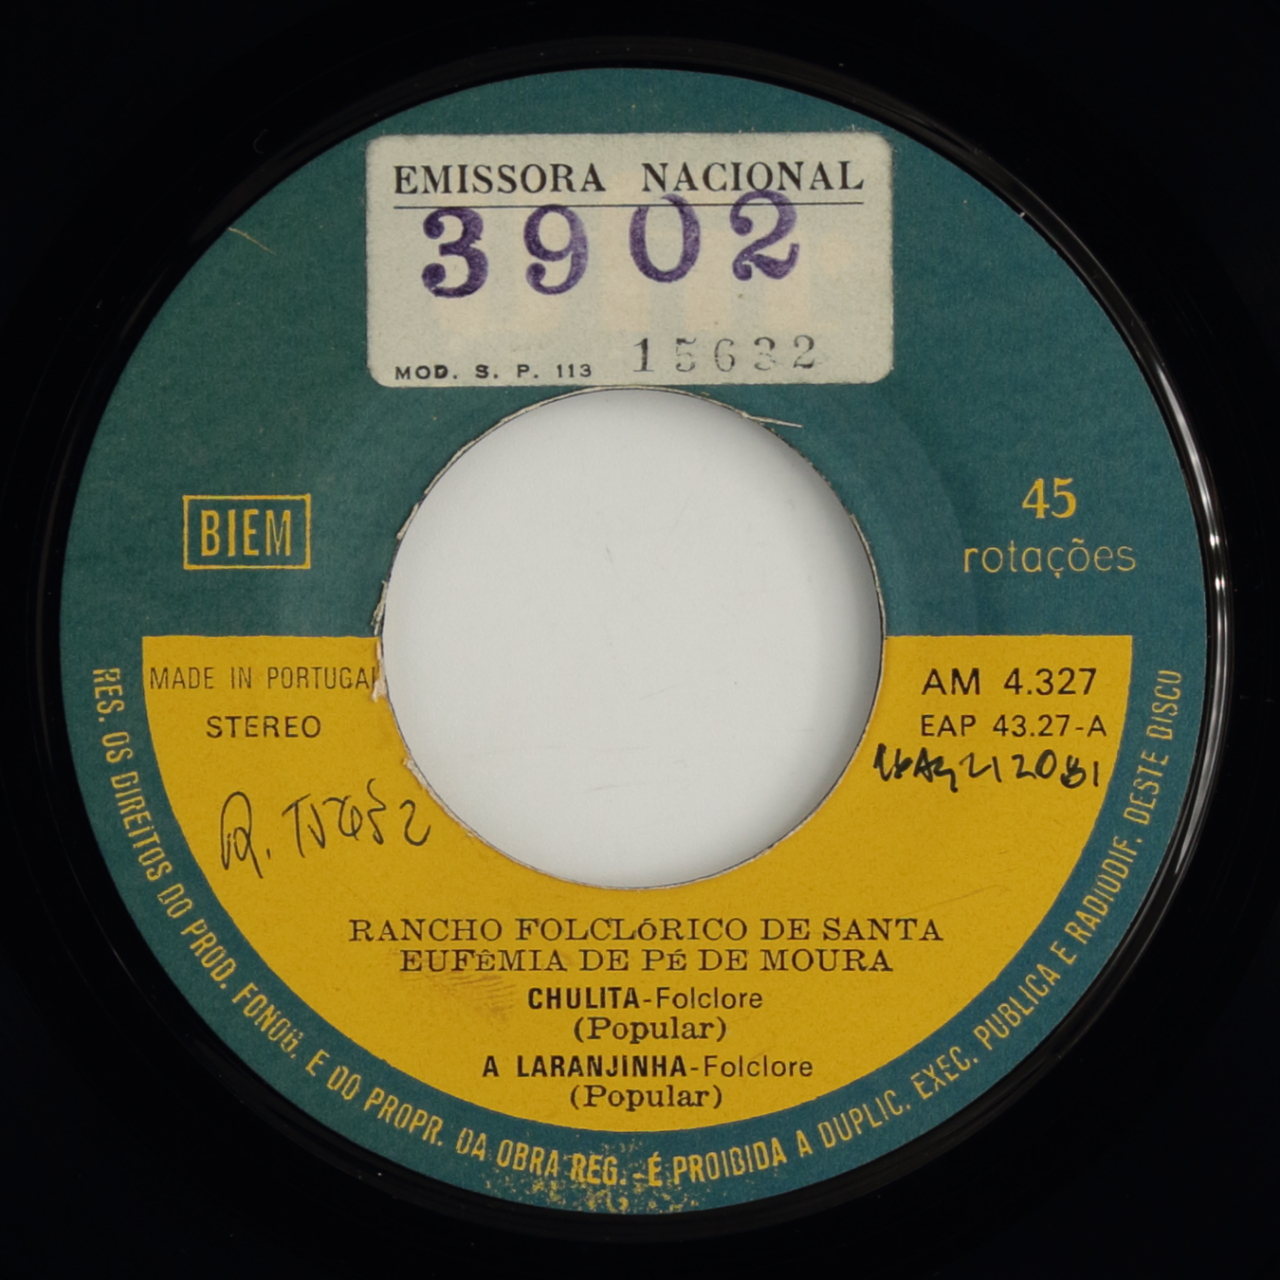 EMISSORA NACIONAL
3902
MOD. S. P. 113 15632
BIEM
45
rotações
MADE IN PORTUGAL
STEREO
AM 4.327
EAP 43.27-A
RANCHO FOLCLóRICO DE SANTA
EUFÊMIA DE PÉ DE MOURA
CHULITA-Folclore
(Popular)
A LARANJINHA-Folclore
(Popular)
RES. OS DIREITOS DO PROD. FONOG. E DO PROPR. DA OBRA REG. - É PROIBIDA A DUPLIC. EXEC. PUBLICA E RADIODIF. DESTE DISCO